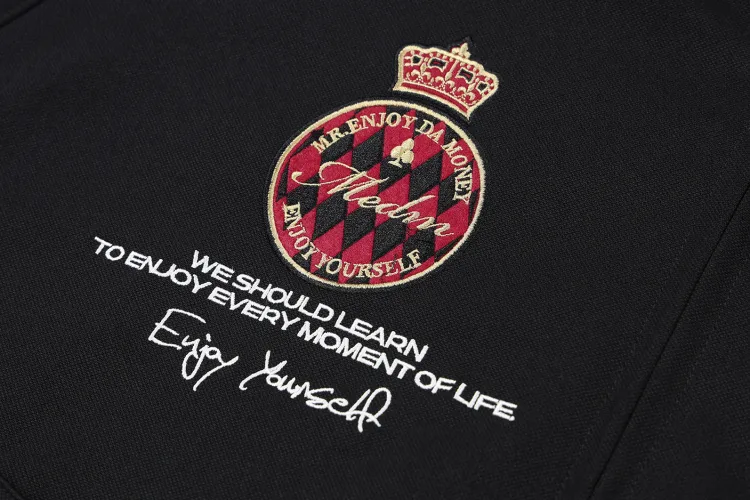 MR.ENJOY DA MONEY
Medm
ENJOY YOURSELF
WE SHOULD LEARN
TO ENJOY EVERY MOMENT OF LIFE.
Enjoy Yourself